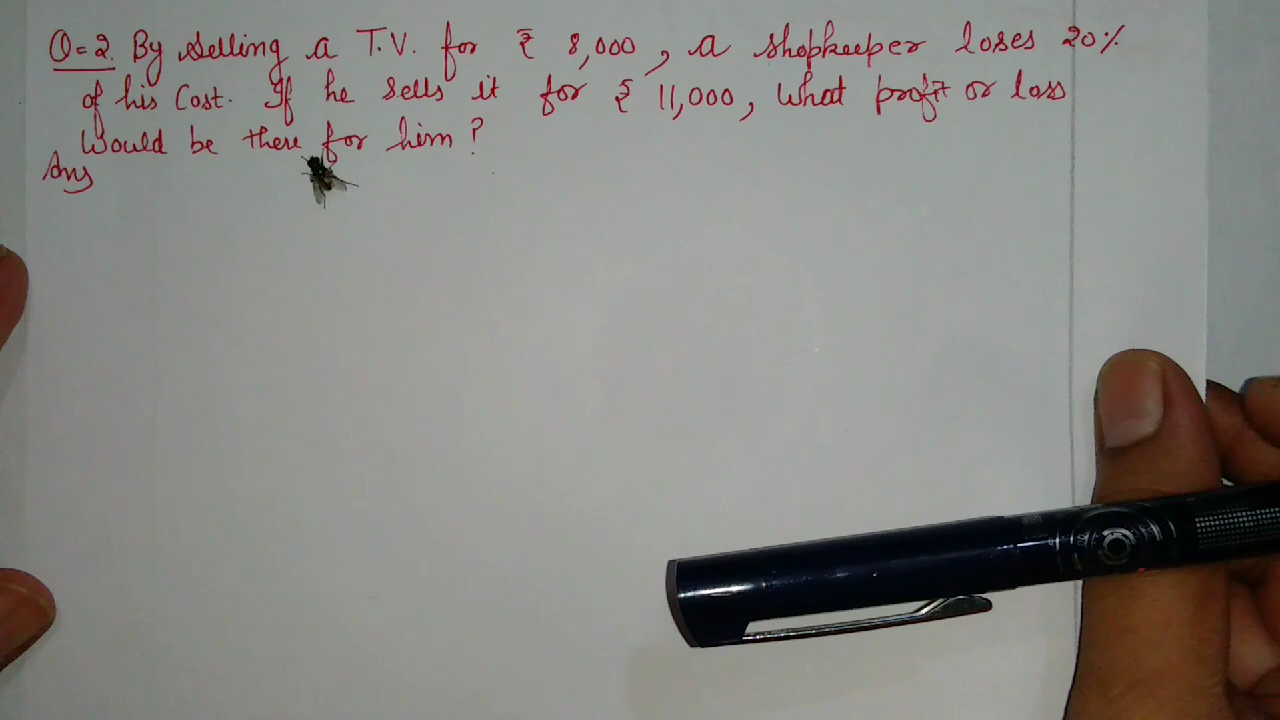 Q=2. By Selling a T.V. for ₹ 8,000, a shopkeeper loses 20%
of his Cost. If he Sells it for ₹ 11,000, What profit or loss
Would be there for him?
Ans